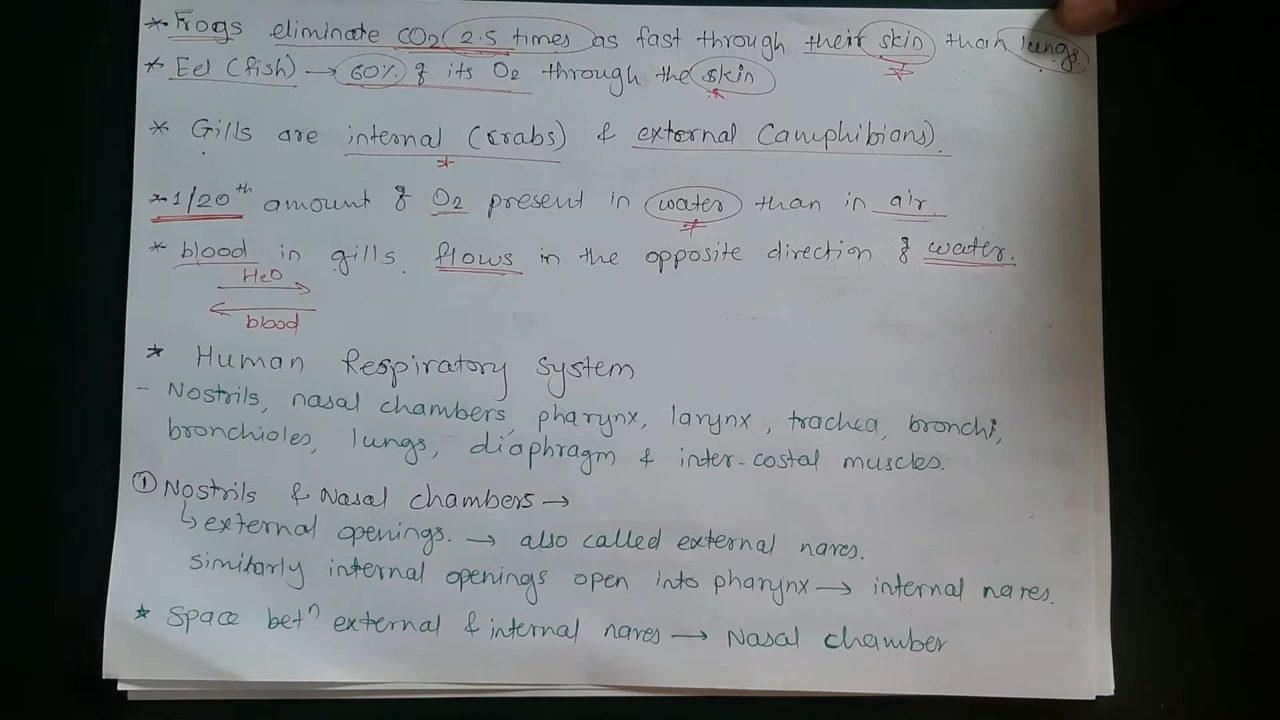 * Frogs eliminate CO2 2.5 times as fast through their skin than lungs.
* Eel (fish) → 60% of its O2 through the skin
* Gills are internal (crabs) & external (amphibians).
* 1/20th amount of O2 present in water than in air.
* blood in gills flows in the opposite direction of water.
H2O
blood
* Human Respiratory System
- Nostrils, nasal chambers, pharynx, larynx, trachea, bronchi,
bronchioles, lungs, diaphragm & inter-costal muscles.
① Nostrils & Nasal chambers →
↳ external openings. → also called external nares.
similarly internal openings open into pharynx → internal nares.
* Space betn external & internal nares → Nasal chamber